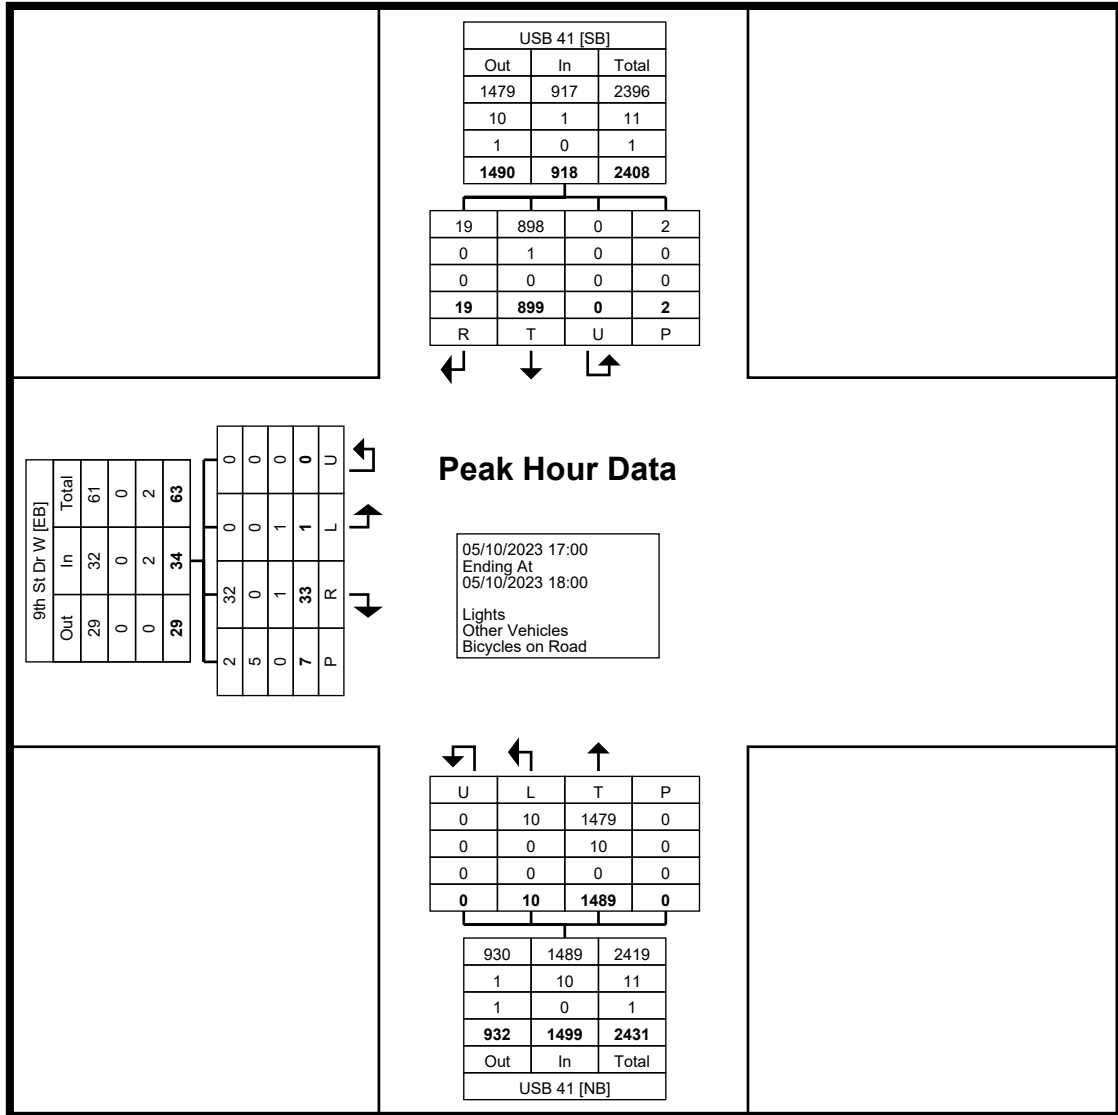 USB 41 [SB]
Out In Total
1479 917 2396
10 1 11
1 0 1
1490 918 2408
19 898 0 2
0 1 0 0
0 0 0 0
19 899 0 2
R T U P
9th St Dr W [EB]
Out In Total
29 32 61
0 0 0
0 2 2
29 34 63
2 32 0 0
5 0 0 0
0 1 1 0
7 33 1 0
P R L U
Peak Hour Data
05/10/2023 17:00
Ending At
05/10/2023 18:00
Lights
Other Vehicles
Bicycles on Road
U L T P
0 10 1479 0
0 0 10 0
0 0 0 0
0 10 1489 0
930 1489 2419
1 10 11
1 0 1
932 1499 2431
Out In Total
USB 41 [NB]